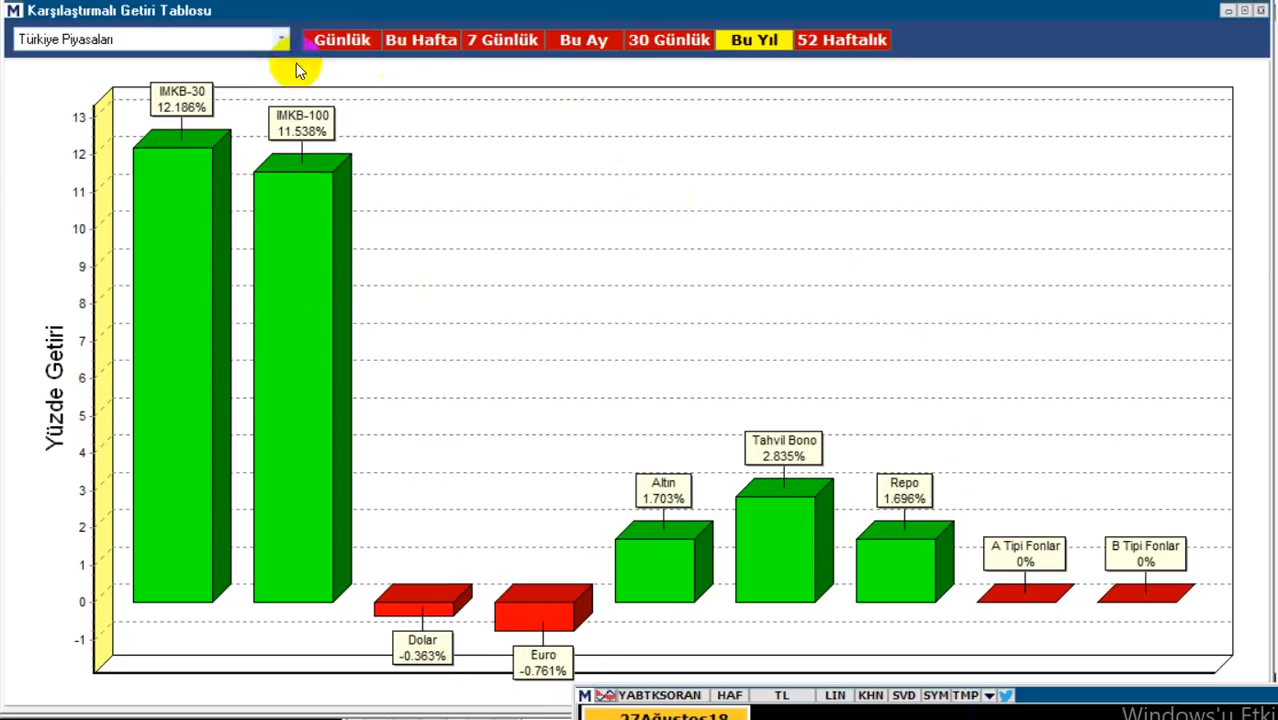 M Karşılaştırmalı Getiri Tablosu
Türkiye Piyasaları
Günlük Bu Hafta 7 Günlük Bu Ay 30 Günlük Bu Yıl 52 Haftalık
IMKB-30
12.186%
IMKB-100
11.538%
13
12
11
10
9
8
7
6
5
4
3
2
1
0
-1
Yüzde Getiri
Tahvil Bono
2.835%
Altın
1.703%
Repo
1.696%
A Tipi Fonlar
0%
B Tipi Fonlar
0%
Dolar
-0.363%
Euro
-0.761%
M YABTKSORAN HAF TL LIN KHN SVD SYM TMP
27Ağustos18
Windows'u Etki